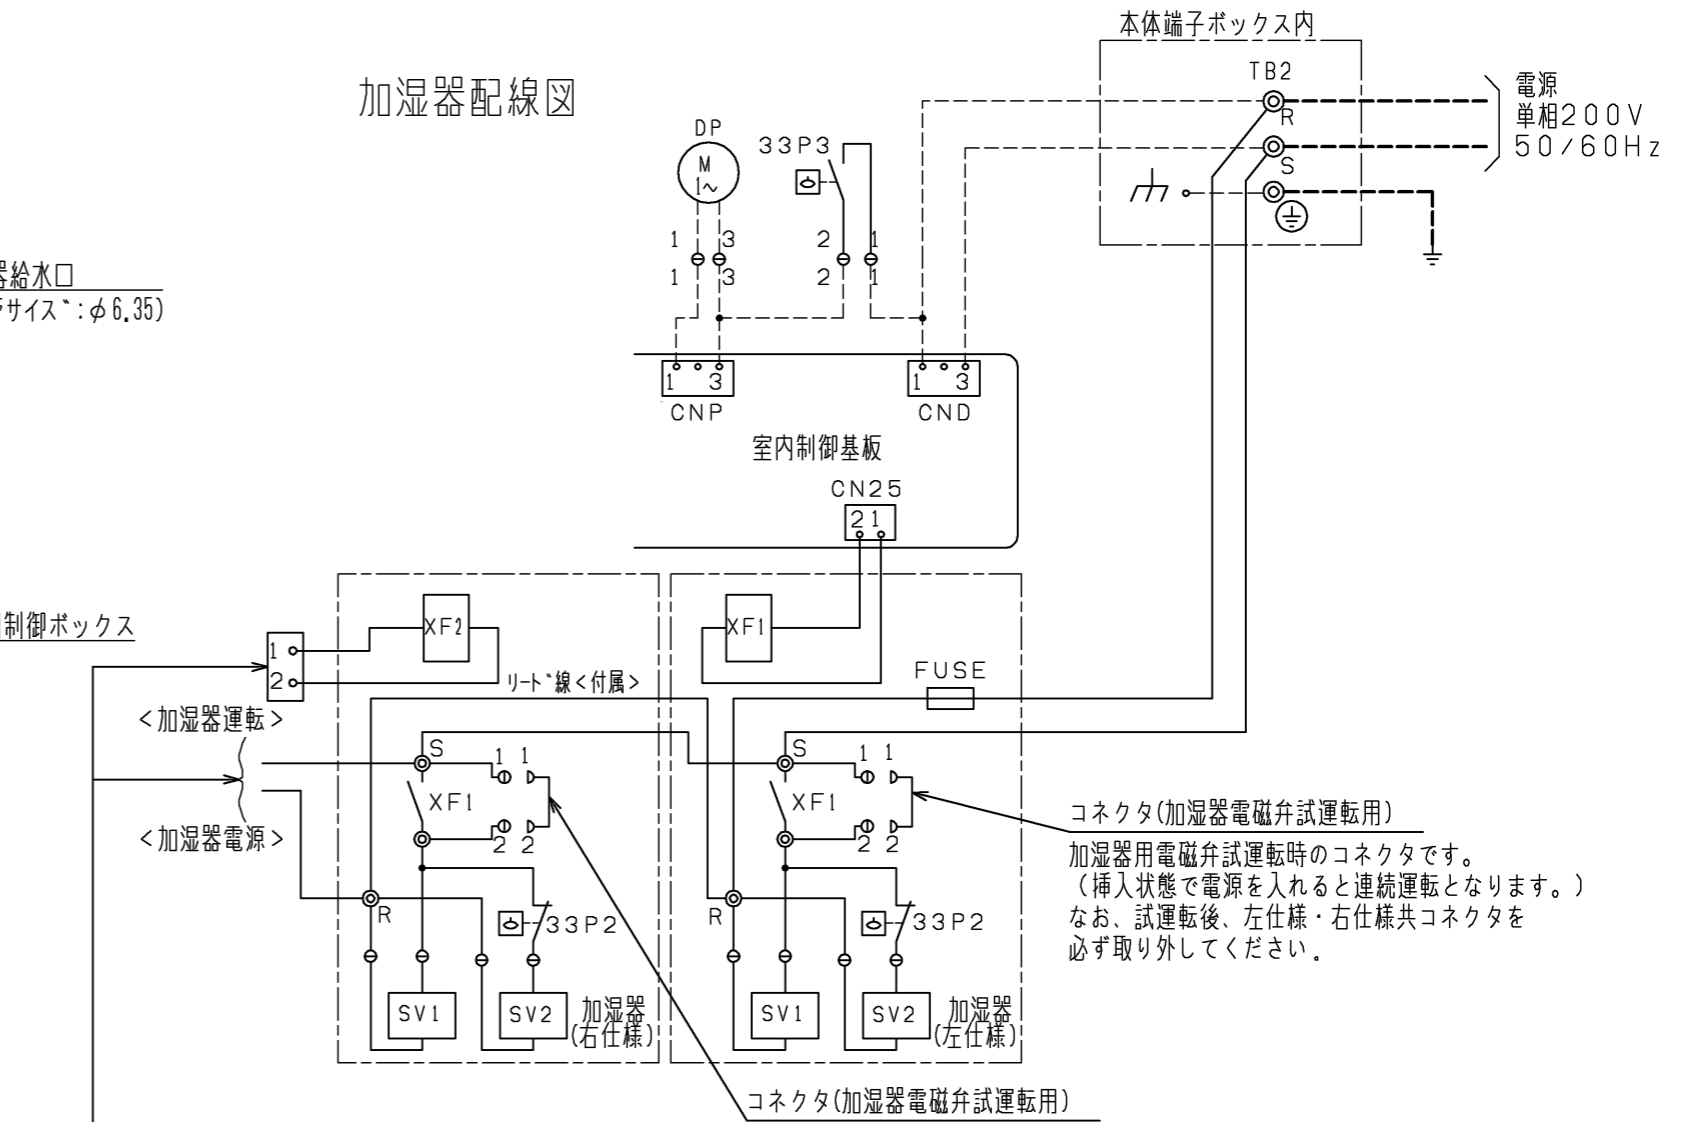 本体端子ボックス内
加湿器配線図
TB2
R
S
電源
単相200V
50/60Hz
DP
M
1~
33P3
1 3
1 3
2 1
2 1
器給水口
サイズ:φ6.35)
1 3
CNP
1 3
CND
室内制御基板
CN25
2 1
制御ボックス
1
2
XF2
XF1
リード線<付属>
FUSE
<加湿器運転>
<加湿器電源>
S
1 1
XF1
2 2
R
33P2
SV1
SV2
加湿器
(右仕様)
S
1 1
XF1
2 2
R
33P2
SV1
SV2
加湿器
(左仕様)
コネクタ(加湿器電磁弁試運転用)
加湿器用電磁弁試運転時のコネクタです。
(挿入状態で電源を入れると連続運転となります。)
なお、試運転後、左仕様・右仕様共コネクタを
必ず取り外してください。
コネクタ(加湿器電磁弁試運転用)